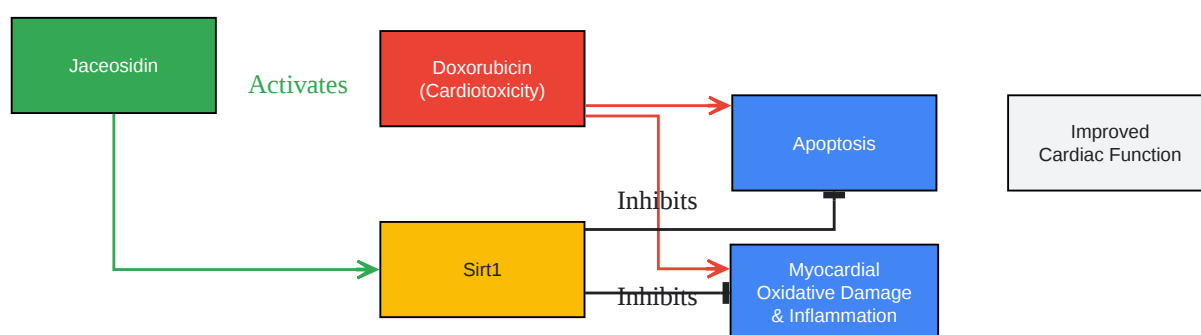 Jaceosidin
Activates
Doxorubicin
(Cardiotoxicity)
Apoptosis
Improved
Cardiac Function
Inhibits
Sirt1
Inhibits
Myocardial
Oxidative Damage
& Inflammation